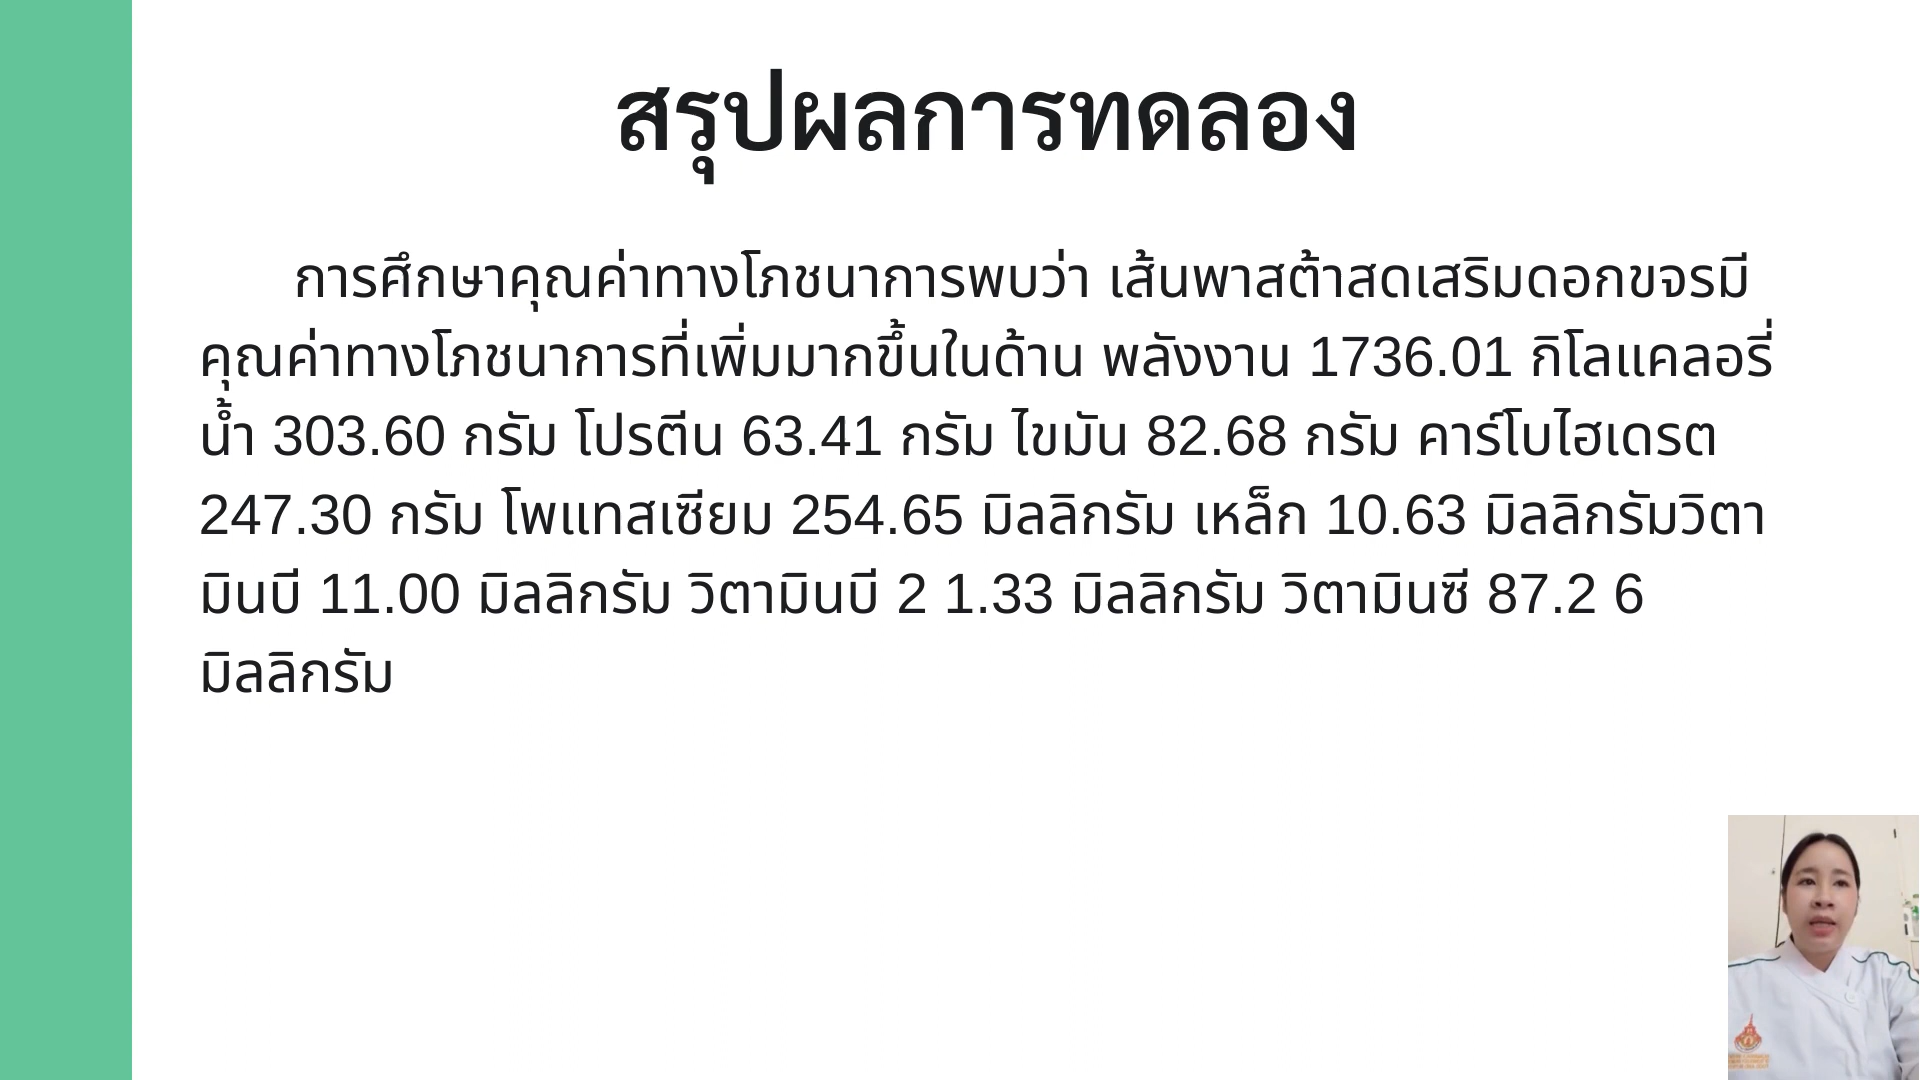 สรุปผลการทดลอง
การศึกษาคุณค่าทางโภชนาการพบว่า เส้นพาสต้าสดเสริมดอกขจรมี
คุณค่าทางโภชนาการที่เพิ่มมากขึ้นในด้าน พลังงาน 1736.01 กิโลแคลอรี่
น้ำ 303.60 กรัม โปรตีน 63.41 กรัม ไขมัน 82.68 กรัม คาร์โบไฮเดรต
247.30 กรัม โพแทสเซียม 254.65 มิลลิกรัม เหล็ก 10.63 มิลลิกรัมวิตา
มินบี 11.00 มิลลิกรัม วิตามินบี 2 1.33 มิลลิกรัม วิตามินซี 87.2 6
มิลลิกรัม